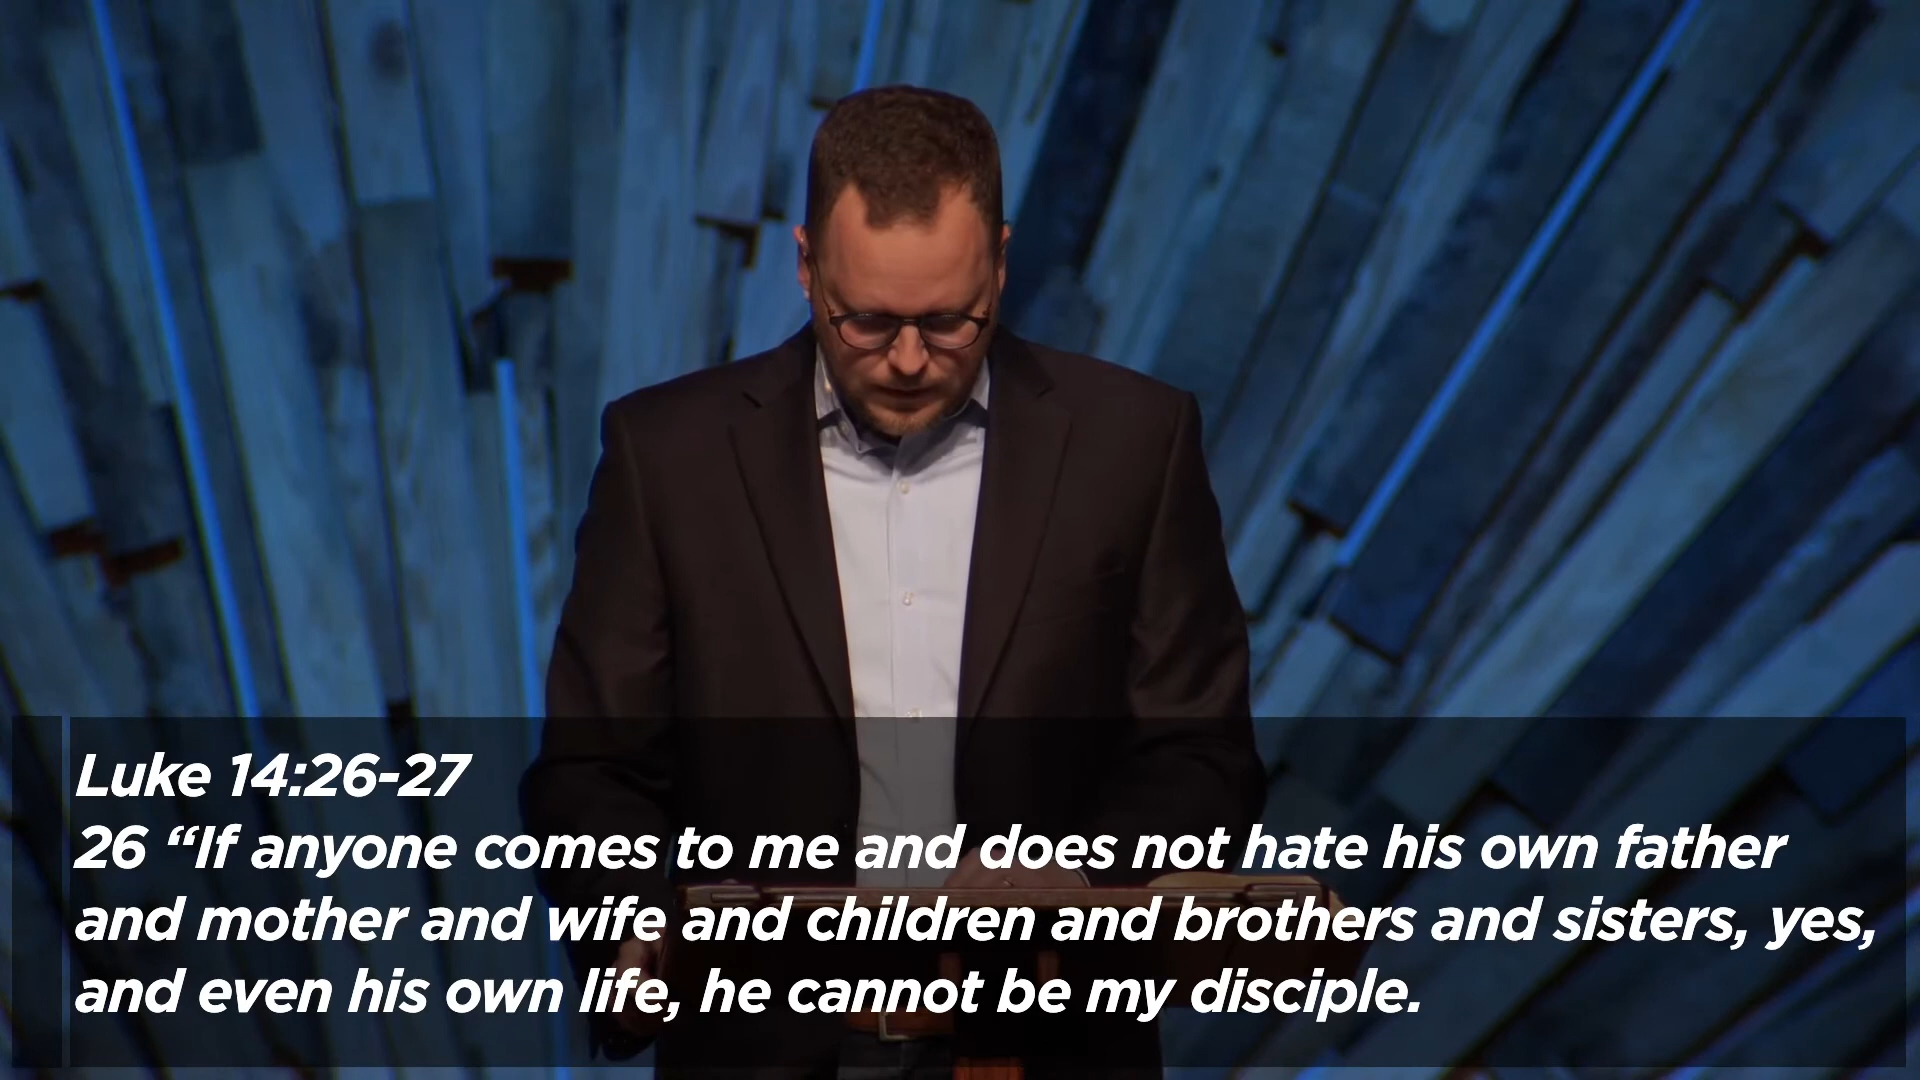 Luke 14:26-27
26 “If anyone comes to me and does not hate his own father
and mother and wife and children and brothers and sisters, yes,
and even his own life, he cannot be my disciple.